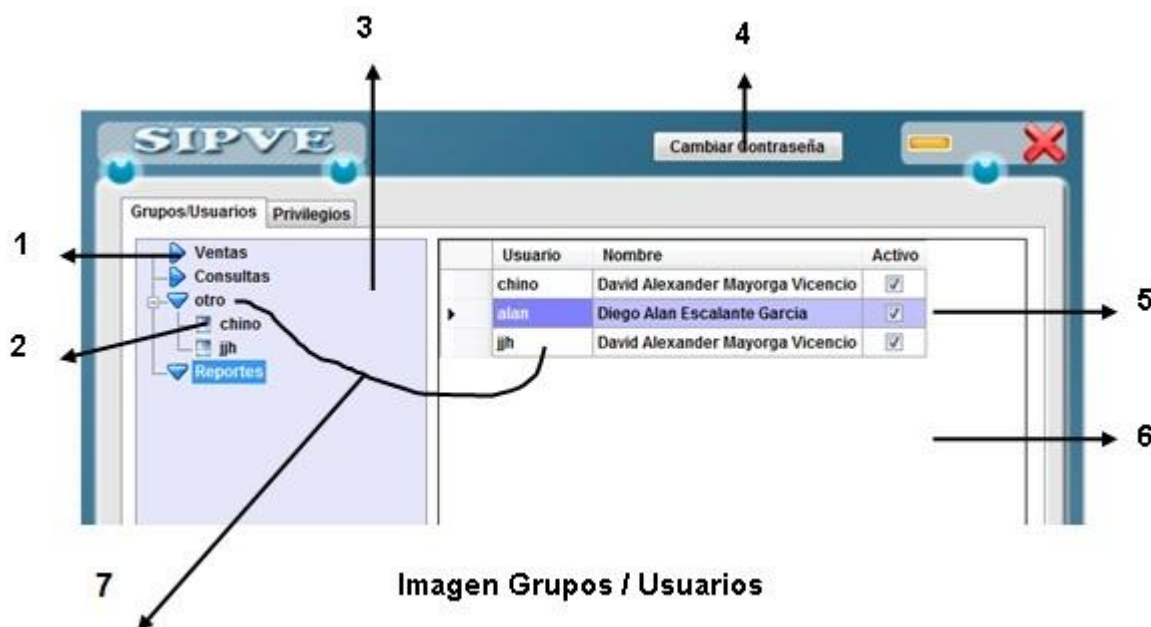 3 4
SIPVE Cambiar Contraseña
Grupos/Usuarios Privilegios
1 Ventas Usuario Nombre Activo
Consultas chino David Alexander Mayorga Vicencio
otro alan Diego Alan Escalante Garcia 5
2 chino jjh David Alexander Mayorga Vicencio
jjh
Reportes
6
7 Imagen Grupos / Usuarios